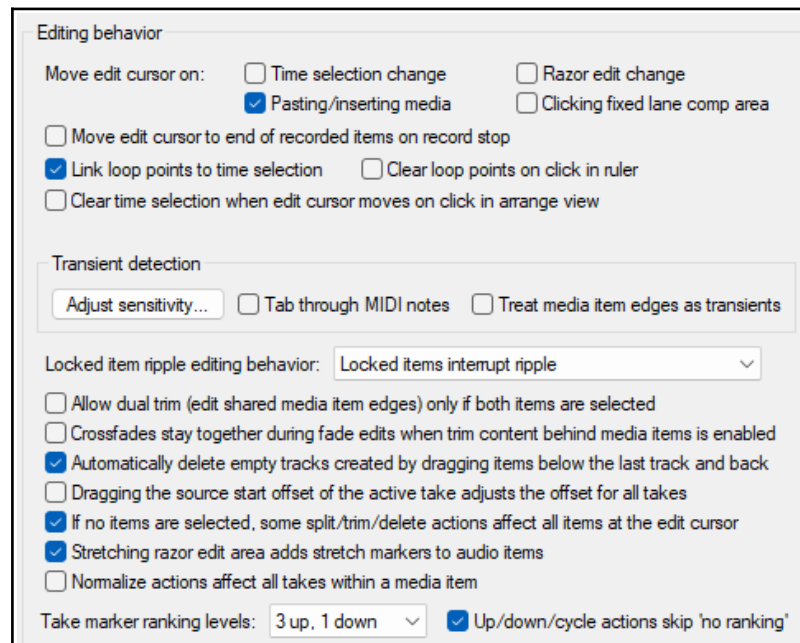 Editing behavior
Move edit cursor on: Time selection change Razor edit change
Pasting/inserting media Clicking fixed lane comp area
Move edit cursor to end of recorded items on record stop
Link loop points to time selection Clear loop points on click in ruler
Clear time selection when edit cursor moves on click in arrange view
Transient detection
Adjust sensitivity... Tab through MIDI notes Treat media item edges as transients
Locked item ripple editing behavior: Locked items interrupt ripple
Allow dual trim (edit shared media item edges) only if both items are selected
Crossfades stay together during fade edits when trim content behind media items is enabled
Automatically delete empty tracks created by dragging items below the last track and back
Dragging the source start offset of the active take adjusts the offset for all takes
If no items are selected, some split/trim/delete actions affect all items at the edit cursor
Stretching razor edit area adds stretch markers to audio items
Normalize actions affect all takes within a media item
Take marker ranking levels: 3 up, 1 down Up/down/cycle actions skip 'no ranking'